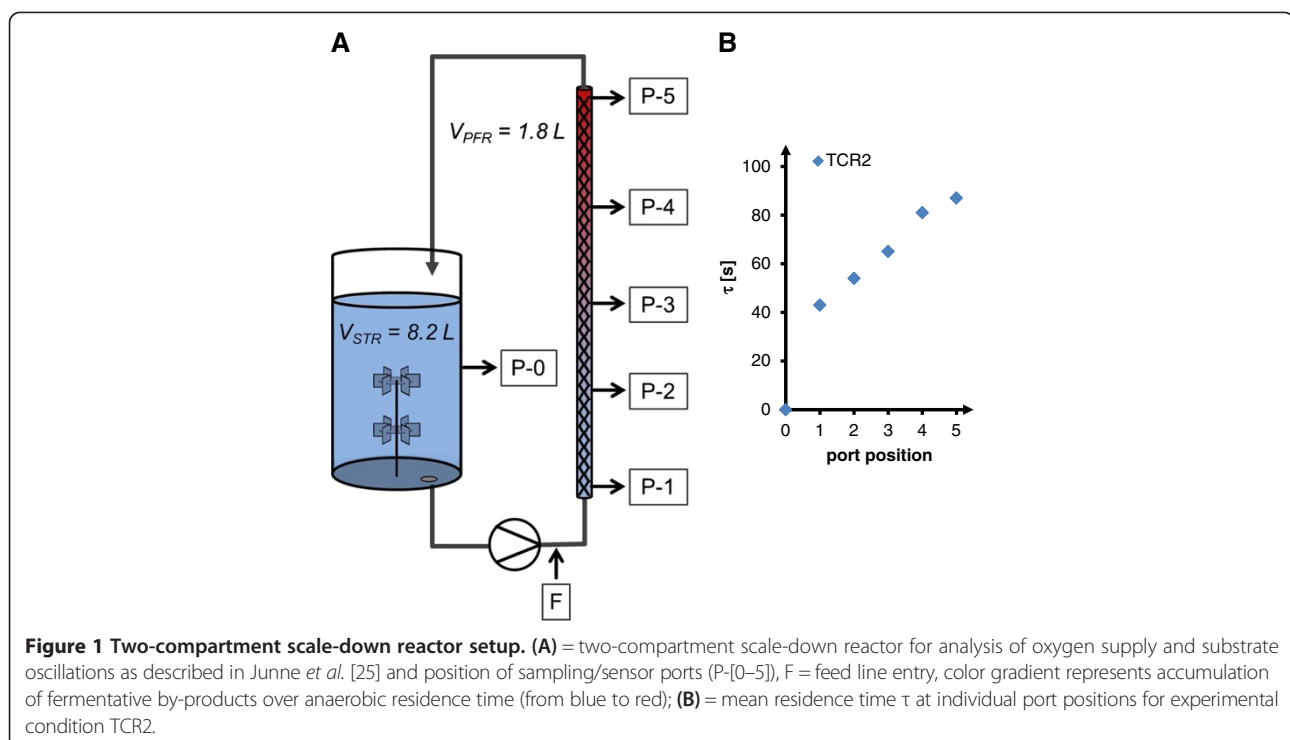 A
B
V_PFR = 1.8 L
V_STR = 8.2 L
P-5
P-4
P-3
P-0
P-2
P-1
F
TCR2
100
80
60
40
20
0
τ [s]
0 1 2 3 4 5
port position
Figure 1 Two-compartment scale-down reactor setup. (A) = two-compartment scale-down reactor for analysis of oxygen supply and substrate
oscillations as described in Junne et al. [25] and position of sampling/sensor ports (P-[0–5]), F = feed line entry, color gradient represents accumulation
of fermentative by-products over anaerobic residence time (from blue to red); (B) = mean residence time τ at individual port positions for experimental
condition TCR2.